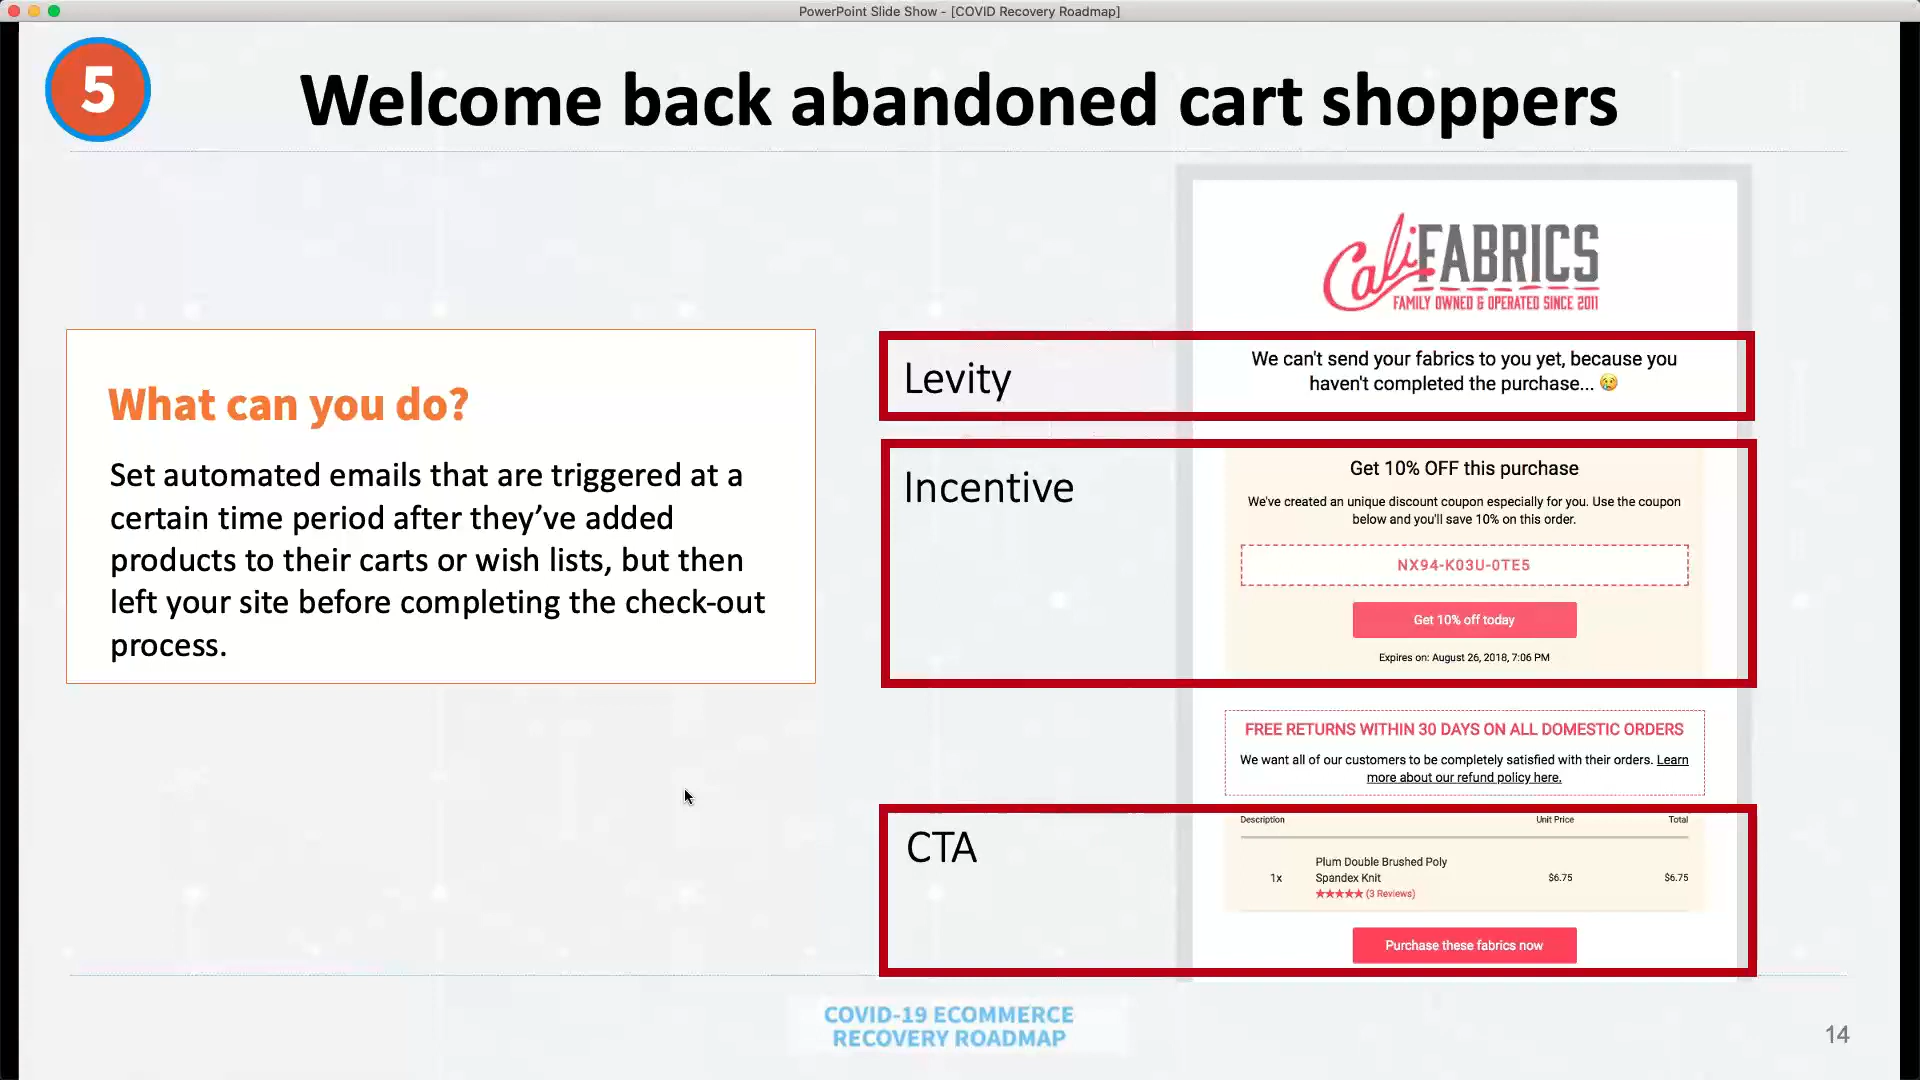 PowerPoint Slide Show - [COVID Recovery Roadmap]
5
Welcome back abandoned cart shoppers
What can you do?
Set automated emails that are triggered at a
certain time period after they’ve added
products to their carts or wish lists, but then
left your site before completing the check-out
process.
Cali FABRICS
FAMILY OWNED & OPERATED SINCE 2011
Levity
We can't send your fabrics to you yet, because you
haven't completed the purchase... 😢
Incentive
Get 10% OFF this purchase
We've created an unique discount coupon especially for you. Use the coupon
below and you'll save 10% on this order.
NX94-K03U-0TE5
Get 10% off today
Expires on: August 26, 2018, 7:06 PM
FREE RETURNS WITHIN 30 DAYS ON ALL DOMESTIC ORDERS
We want all of our customers to be completely satisfied with their orders. Learn
more about our refund policy here.
CTA
Description Unit Price Total
Plum Double Brushed Poly
1x Spandex Knit $6.75 $6.75
★★★★★ (3 Reviews)
Purchase these fabrics now
COVID-19 ECOMMERCE
RECOVERY ROADMAP
14